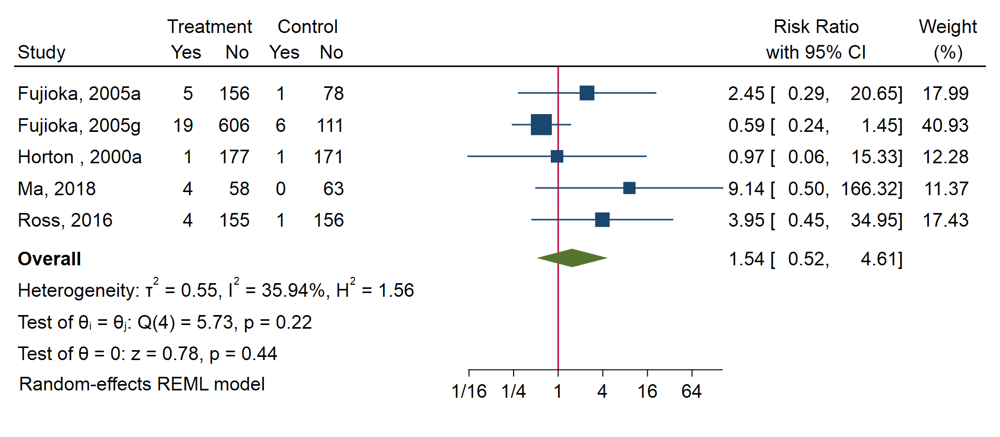 Treatment Control Risk Ratio Weight
Study Yes No Yes No with 95% CI (%)
Fujioka, 2005a 5 156 1 78 2.45 [ 0.29, 20.65] 17.99
Fujioka, 2005g 19 606 6 111 0.59 [ 0.24, 1.45] 40.93
Horton , 2000a 1 177 1 171 0.97 [ 0.06, 15.33] 12.28
Ma, 2018 4 58 0 63 9.14 [ 0.50, 166.32] 11.37
Ross, 2016 4 155 1 156 3.95 [ 0.45, 34.95] 17.43
Overall 1.54 [ 0.52, 4.61]
Heterogeneity: τ² = 0.55, I² = 35.94%, H² = 1.56
Test of θᵢ = θⱼ: Q(4) = 5.73, p = 0.22
Test of θ = 0: z = 0.78, p = 0.44
Random-effects REML model
1/16 1/4 1 4 16 64